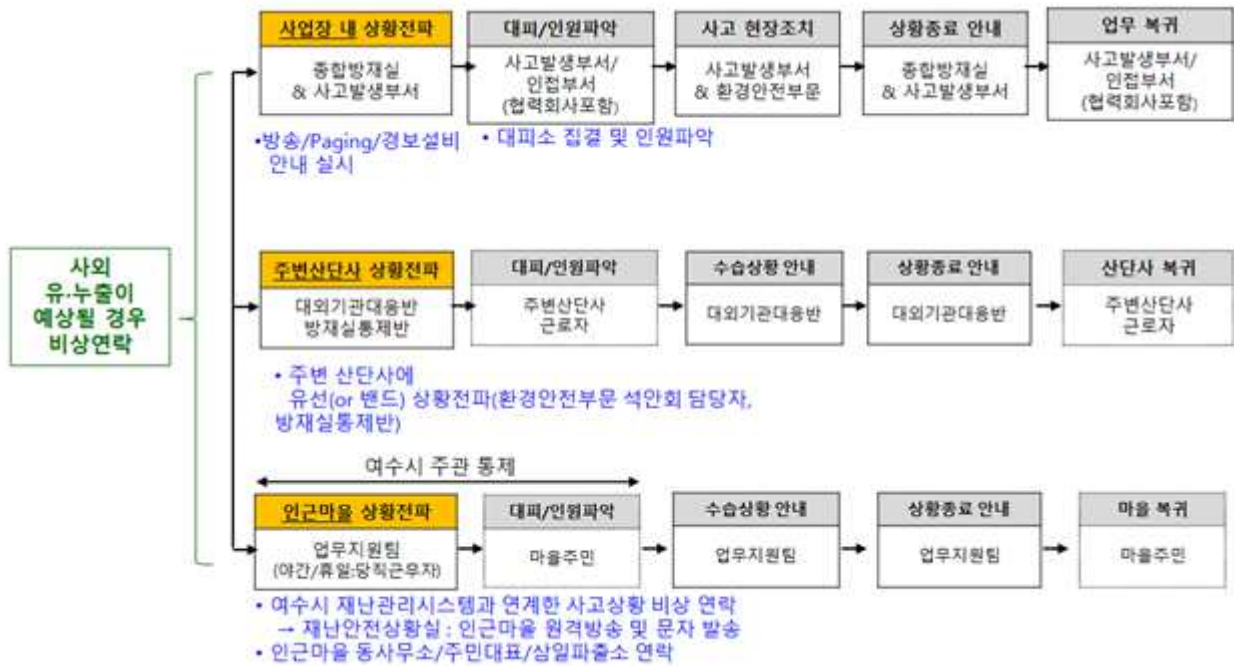 사업장 내 상황전파
종합방재실
& 사고발생부서
대피/인원파악
사고발생부서/
인접부서
(협력회사포함)
사고 현장조치
사고발생부서
& 환경안전부문
상황종료 안내
종합방재실
& 사고발생부서
업무 복귀
사고발생부서/
인접부서
(협력회사포함)
•방송/Paging/경보설비
안내 실시
• 대피소 집결 및 인원파악
사외
유·누출이
예상될 경우
비상연락
주변산단사 상황전파
대외기관대응반
방재실통제반
대피/인원파악
주변산단사
근로자
수습상황 안내
대외기관대응반
상황종료 안내
대외기관대응반
산단사 복귀
주변산단사
근로자
• 주변 산단사에
유선(or 밴드) 상황전파(환경안전부문 석안회 담당자,
방재실통제반)
여수시 주관 통제
인근마을 상황전파
업무지원팀
(야간/휴일:당직근무자)
대피/인원파악
마을주민
수습상황 안내
업무지원팀
상황종료 안내
업무지원팀
마을 복귀
마을주민
• 여수시 재난관리시스템과 연계한 사고상황 비상 연락
→ 재난안전상황실 : 인근마을 원격방송 및 문자 발송
• 인근마을 동사무소/주민대표/삼일파출소 연락